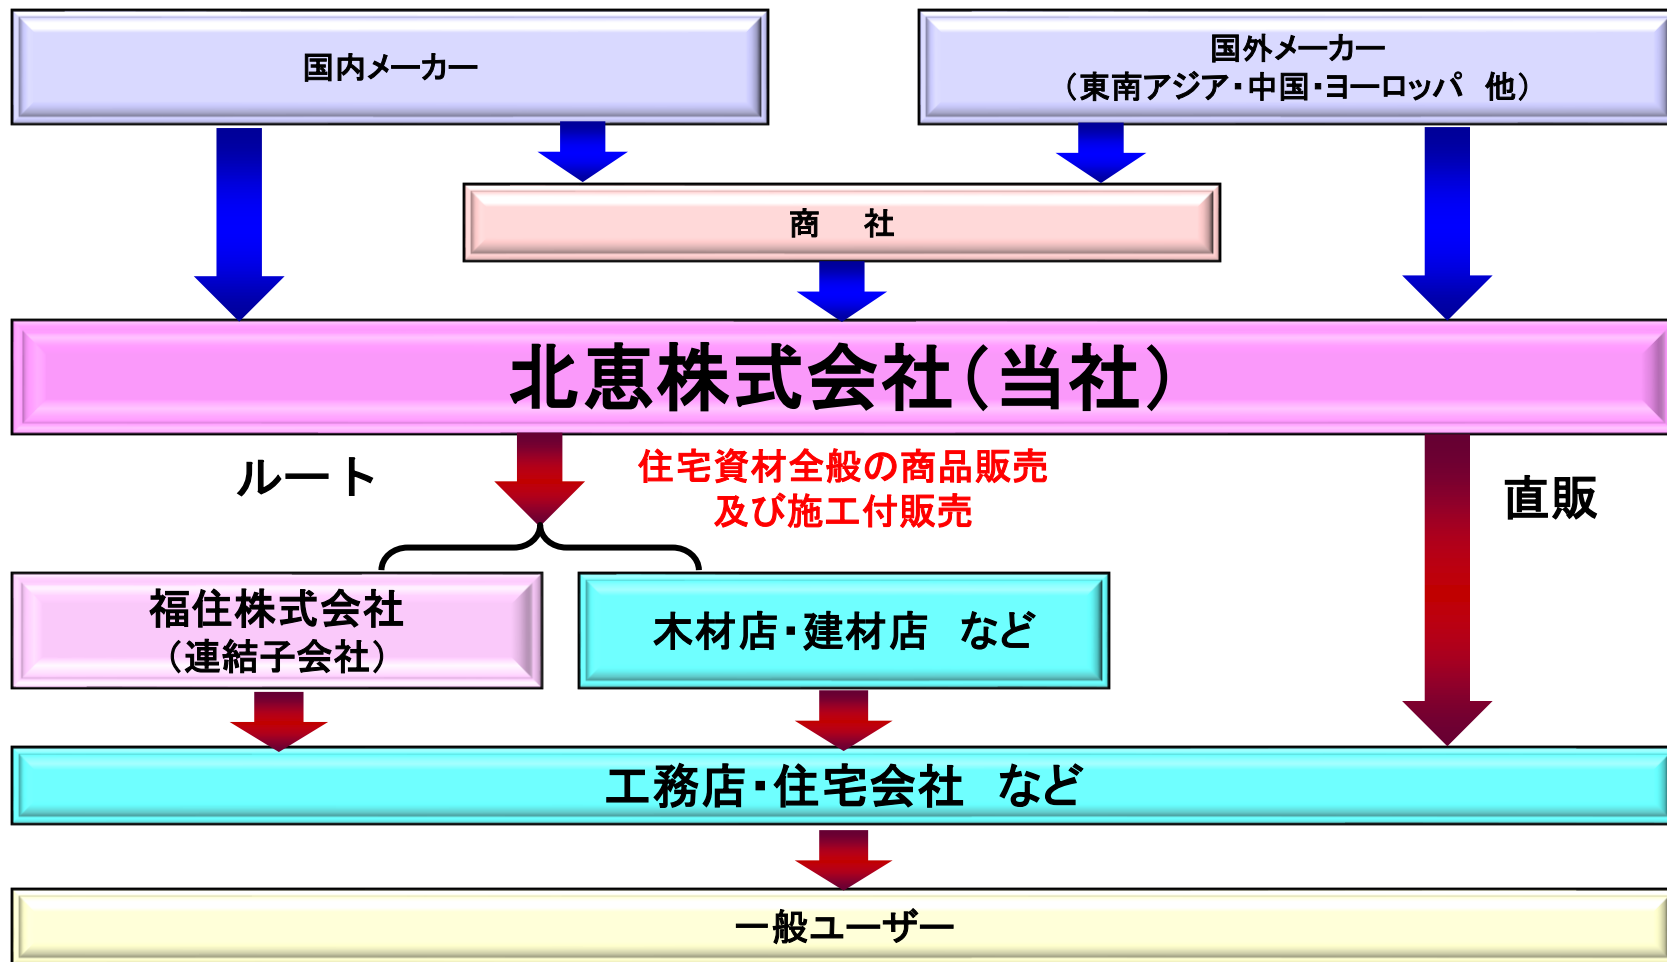 国内メーカー
国外メーカー
（東南アジア・中国・ヨーロッパ　他）
商　社
北恵株式会社（当社）
ルート
住宅資材全般の商品販売
及び施工付販売
直販
福住株式会社
（連結子会社）
木材店・建材店　など
工務店・住宅会社　など
一般ユーザー